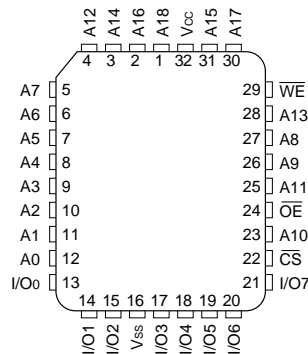 A12 A14 A16 A18 Vcc A15 A17
4 3 2 1 32 31 30
A7 5 29 W̅E̅
A6 6 28 A13
A5 7 27 A8
A4 8 26 A9
A3 9 25 A11
A2 10 24 O̅E̅
A1 11 23 A10
A0 12 22 C̅S̅
I/O0 13 21 I/O7
14 15 16 17 18 19 20
I/O1 I/O2 Vss I/O3 I/O4 I/O5 I/O6